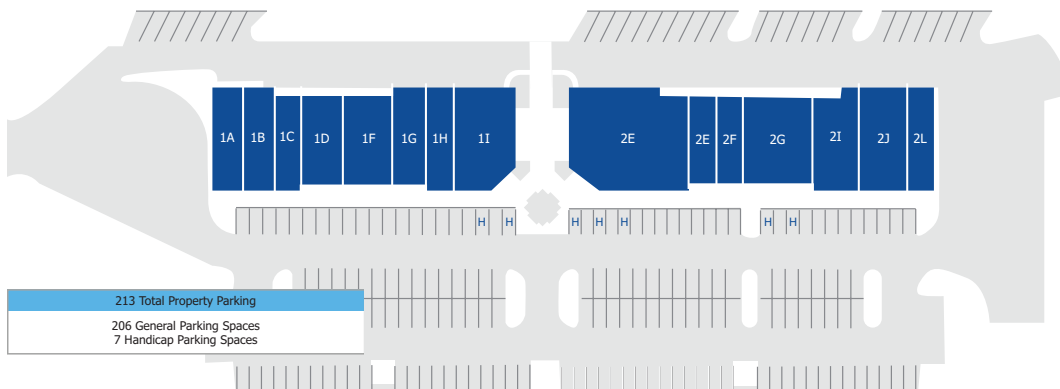 1A 1B 1C 1D 1F 1G 1H 1I 2E 2E 2F 2G 2I 2J 2L
H H H H H H H
213 Total Property Parking
206 General Parking Spaces
7 Handicap Parking Spaces